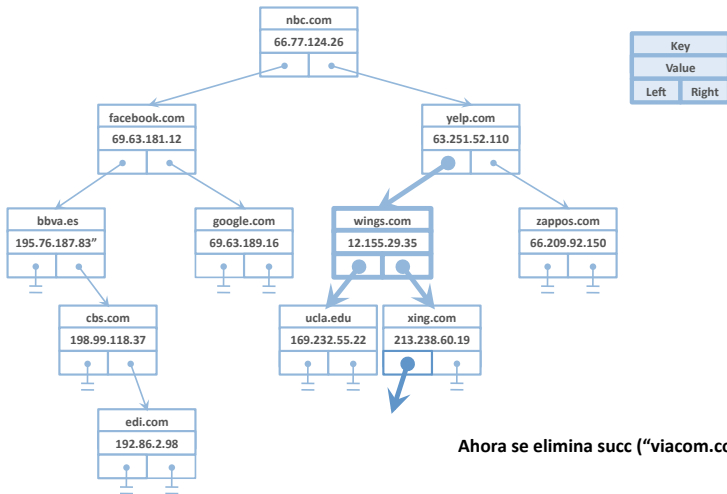 nbc.com
66.77.124.26
Key
Value
Left Right
facebook.com
69.63.181.12
yelp.com
63.251.52.110
bbva.es
195.76.187.83”
google.com
69.63.189.16
wings.com
12.155.29.35
zappos.com
66.209.92.150
cbs.com
198.99.118.37
ucla.edu
169.232.55.22
xing.com
213.238.60.19
edi.com
192.86.2.98
Ahora se elimina succ (“viacom.co